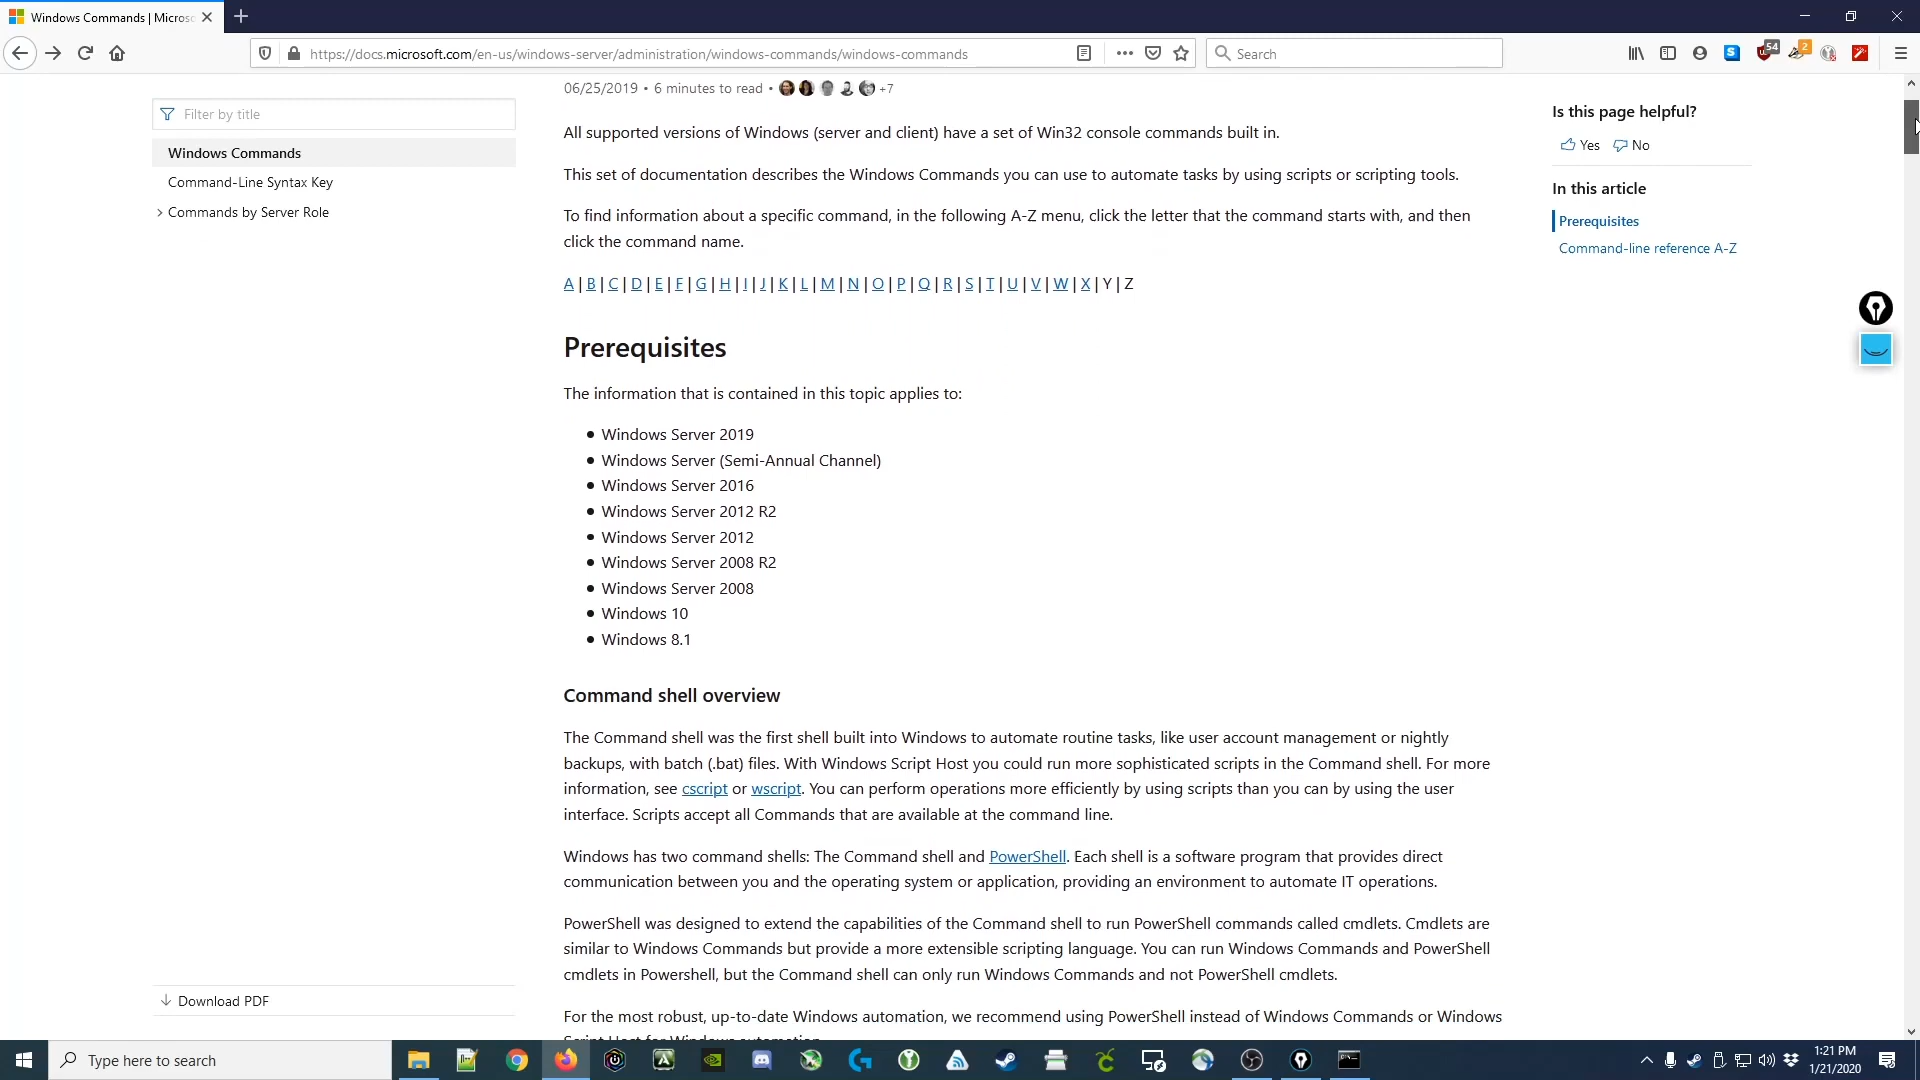 Windows Commands | Micros
https://docs.microsoft.com/en-us/windows-server/administration/windows-commands/windows-commands
Search
54
2
Filter by title
Windows Commands
Command-Line Syntax Key
Commands by Server Role
Download PDF
06/25/2019 • 6 minutes to read • +7
All supported versions of Windows (server and client) have a set of Win32 console commands built in.
This set of documentation describes the Windows Commands you can use to automate tasks by using scripts or scripting tools.
To find information about a specific command, in the following A-Z menu, click the letter that the command starts with, and then
click the command name.
A | B | C | D | E | F | G | H | I | J | K | L | M | N | O | P | Q | R | S | T | U | V | W | X | Y | Z
Prerequisites
The information that is contained in this topic applies to:
• Windows Server 2019
• Windows Server (Semi-Annual Channel)
• Windows Server 2016
• Windows Server 2012 R2
• Windows Server 2012
• Windows Server 2008 R2
• Windows Server 2008
• Windows 10
• Windows 8.1
Command shell overview
The Command shell was the first shell built into Windows to automate routine tasks, like user account management or nightly
backups, with batch (.bat) files. With Windows Script Host you could run more sophisticated scripts in the Command shell. For more
information, see cscript or wscript. You can perform operations more efficiently by using scripts than you can by using the user
interface. Scripts accept all Commands that are available at the command line.
Windows has two command shells: The Command shell and PowerShell. Each shell is a software program that provides direct
communication between you and the operating system or application, providing an environment to automate IT operations.
PowerShell was designed to extend the capabilities of the Command shell to run PowerShell commands called cmdlets. Cmdlets are
similar to Windows Commands but provide a more extensible scripting language. You can run Windows Commands and PowerShell
cmdlets in Powershell, but the Command shell can only run Windows Commands and not PowerShell cmdlets.
For the most robust, up-to-date Windows automation, we recommend using PowerShell instead of Windows Commands or Windows
Script Host for Windows automation.
Is this page helpful?
Yes No
In this article
Prerequisites
Command-line reference A-Z
Type here to search
1:21 PM
1/21/2020